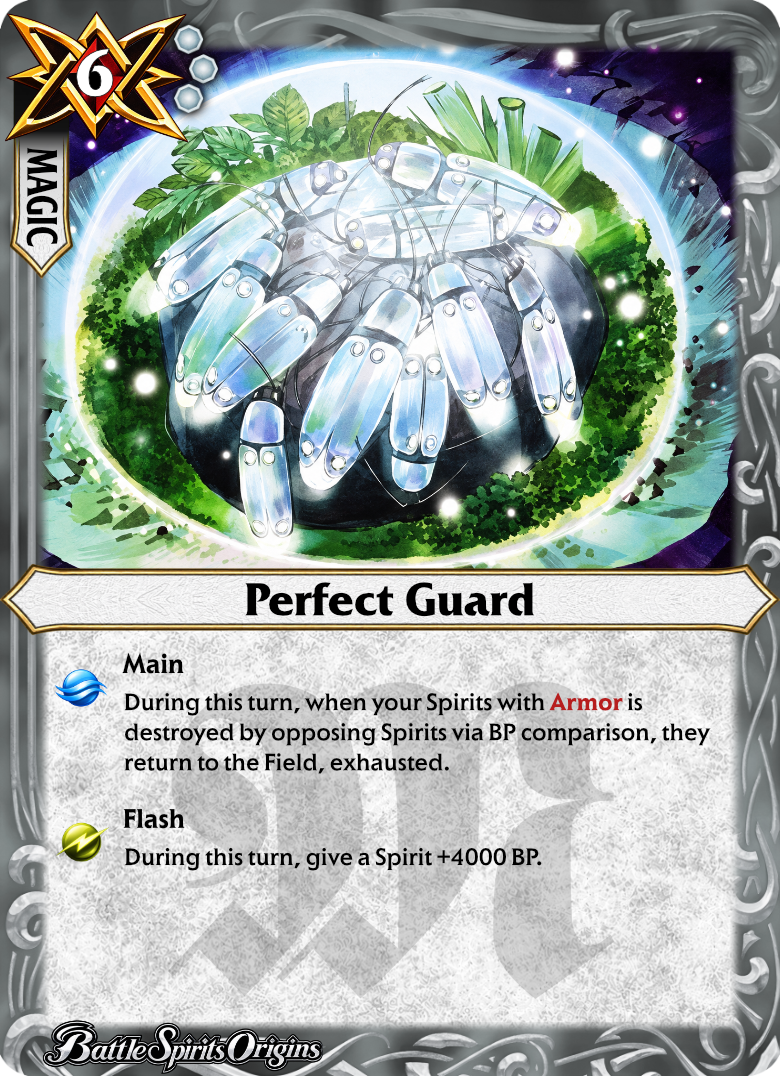 6
MAGIC
Perfect Guard
Main
During this turn, when your Spirits with Armor is
destroyed by opposing Spirits via BP comparison, they
return to the Field, exhausted.
Flash
During this turn, give a Spirit +4000 BP.
Battle Spirits Origins